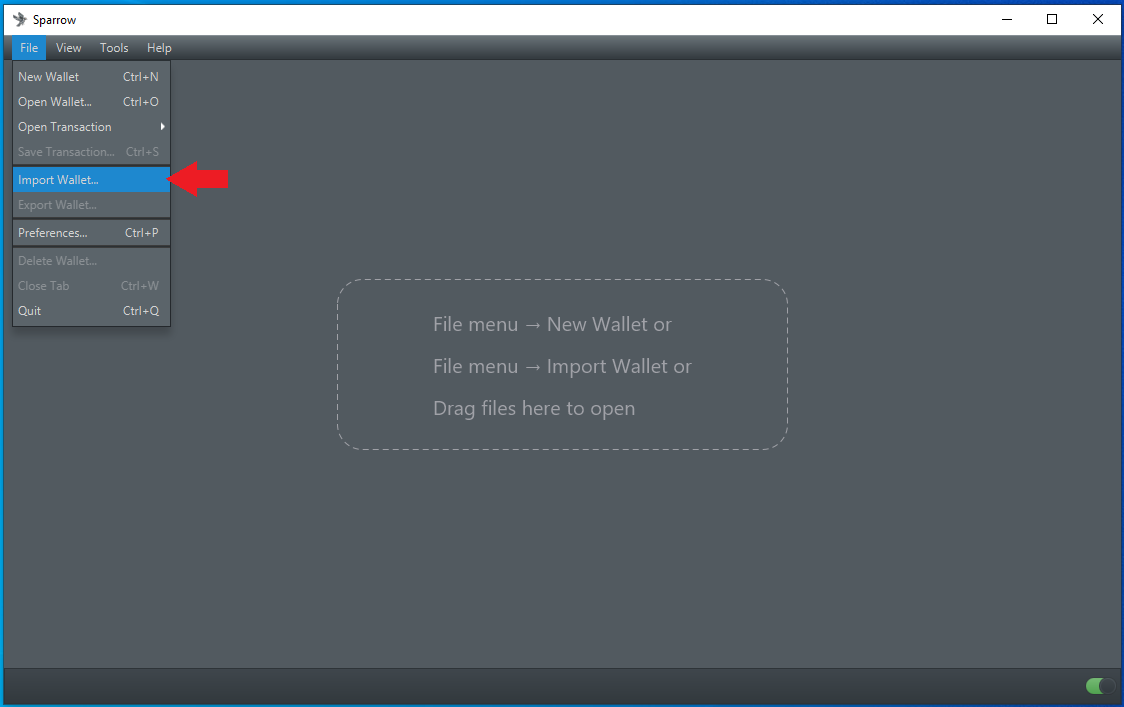 Sparrow
File View Tools Help
New Wallet Ctrl+N
Open Wallet... Ctrl+O
Open Transaction
Save Transaction... Ctrl+S
Import Wallet...
Export Wallet...
Preferences... Ctrl+P
Delete Wallet...
Close Tab Ctrl+W
Quit Ctrl+Q
File menu → New Wallet or
File menu → Import Wallet or
Drag files here to open